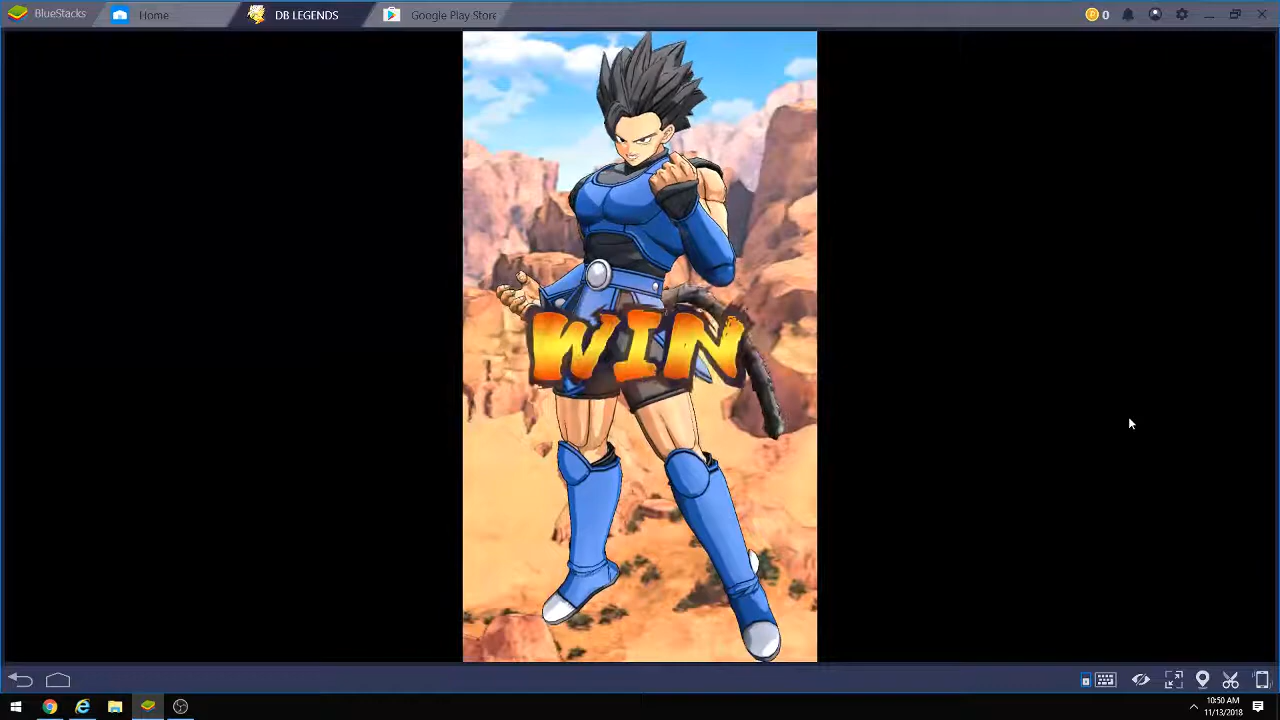 BlueStacks
Home
DB LEGENDS
Google Play Store
0
WIN
10:50 AM
11/13/2018